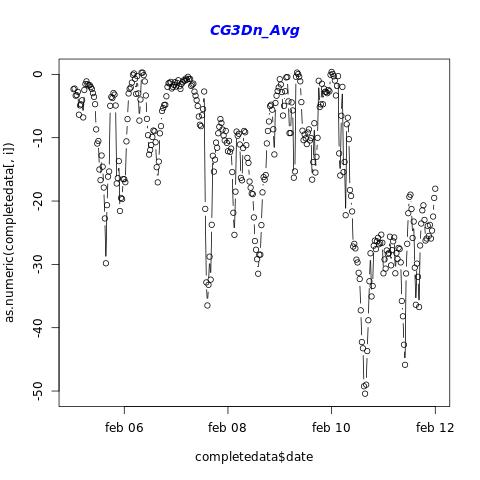 CG3Dn_Avg
as.numeric(completedata[, i])
0
-10
-20
-30
-40
-50
feb 06
feb 08
feb 10
feb 12
completedata$date